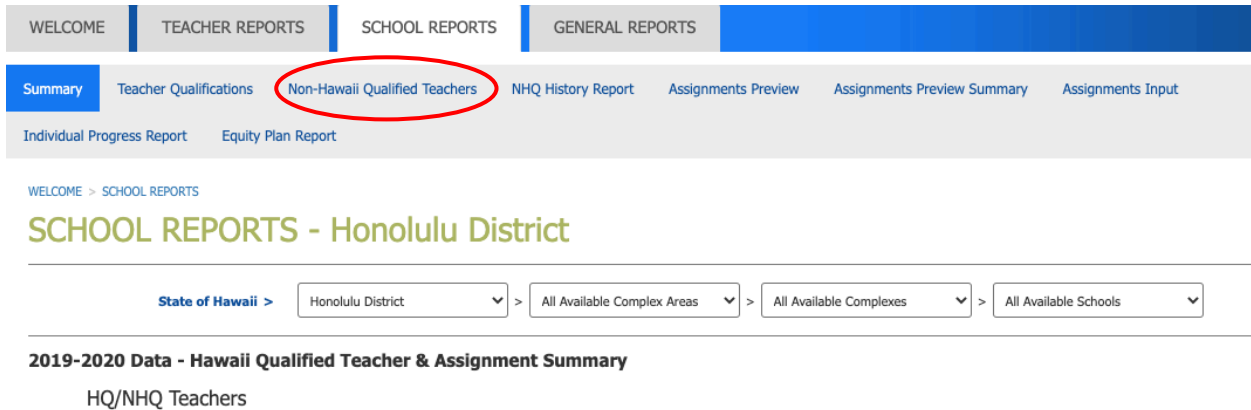 WELCOME TEACHER REPORTS SCHOOL REPORTS GENERAL REPORTS
Summary Teacher Qualifications Non-Hawaii Qualified Teachers NHQ History Report Assignments Preview Assignments Preview Summary Assignments Input
Individual Progress Report Equity Plan Report
WELCOME > SCHOOL REPORTS
SCHOOL REPORTS - Honolulu District
State of Hawaii > Honolulu District > All Available Complex Areas > All Available Complexes > All Available Schools
2019-2020 Data - Hawaii Qualified Teacher & Assignment Summary
HQ/NHQ Teachers